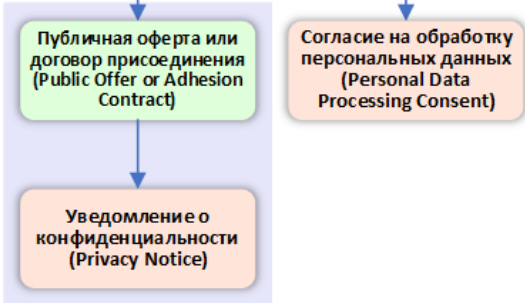 Публичная оферта или
договор присоединения
(Public Offer or Adhesion
Contract)
Согласие на обработку
персональных данных
(Personal Data
Processing Consent)
Уведомление о
конфиденциальности
(Privacy Notice)